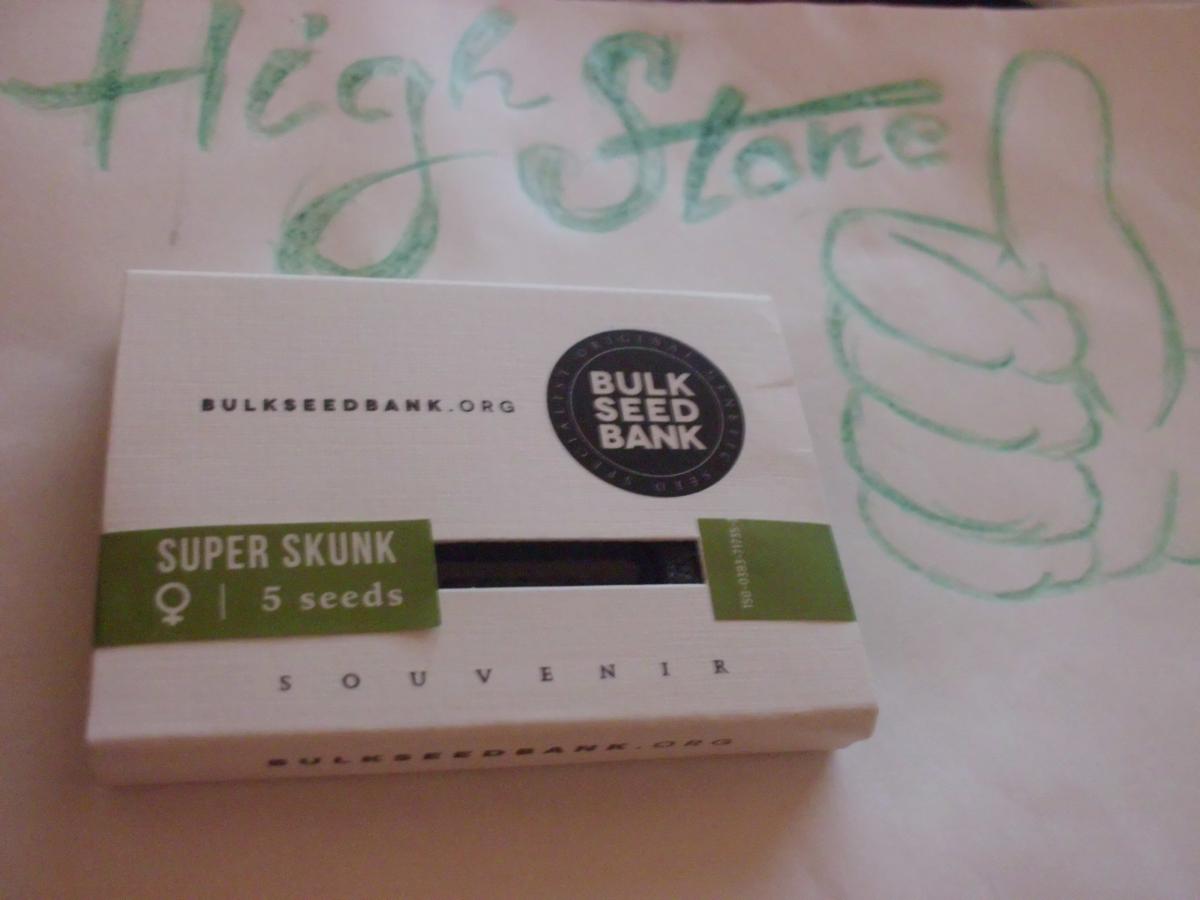 High Stone
BULKSEEDBANK.ORG
BULK
SEED
BANK
SUPER SKUNK
♀ | 5 seeds
SOUVENIR
BULKSEEDBANK.ORG